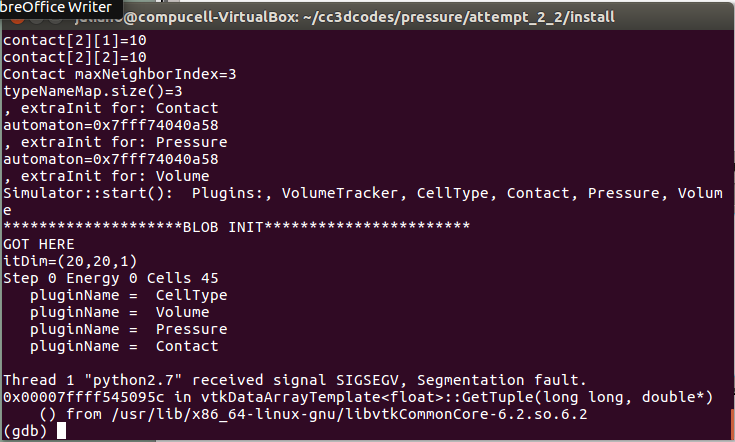 breOffice Writer
juliano@compucell-VirtualBox: ~/cc3dcodes/pressure/attempt_2_2/install
contact[2][1]=10
contact[2][2]=10
Contact maxNeighborIndex=3
typeNameMap.size()=3
, extraInit for: Contact
automaton=0x7fff74040a58
, extraInit for: Pressure
automaton=0x7fff74040a58
, extraInit for: Volume
Simulator::start():  Plugins:, VolumeTracker, CellType, Contact, Pressure, Volum
e
********************BLOB INIT***********************
GOT HERE
itDim=(20,20,1)
Step 0 Energy 0 Cells 45
   pluginName =  CellType
   pluginName =  Volume
   pluginName =  Pressure
   pluginName =  Contact
Thread 1 "python2.7" received signal SIGSEGV, Segmentation fault.
0x00007ffff545095c in vtkDataArrayTemplate<float>::GetTuple(long long, double*)
    () from /usr/lib/x86_64-linux-gnu/libvtkCommonCore-6.2.so.6.2
(gdb)